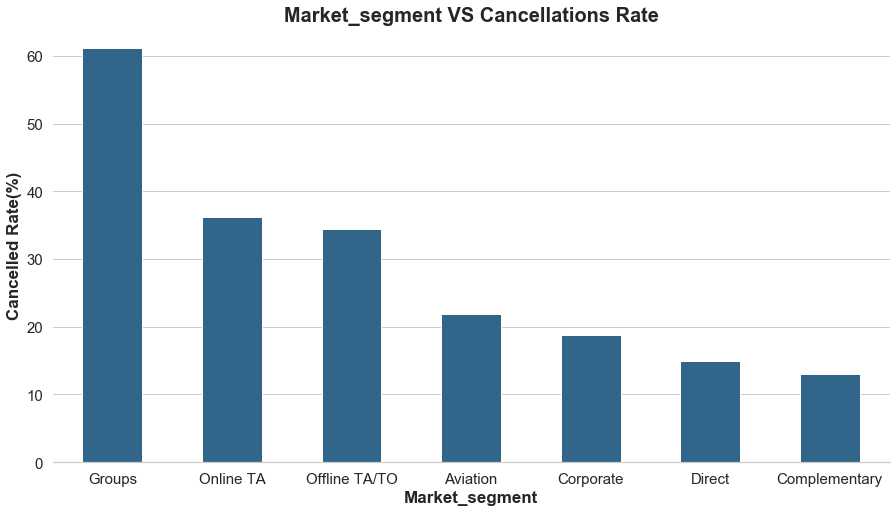 Market_segment VS Cancellations Rate
Cancelled Rate(%)
60
50
40
30
20
10
0
Groups Online TA Offline TA/TO Aviation Corporate Direct Complementary
Market_segment